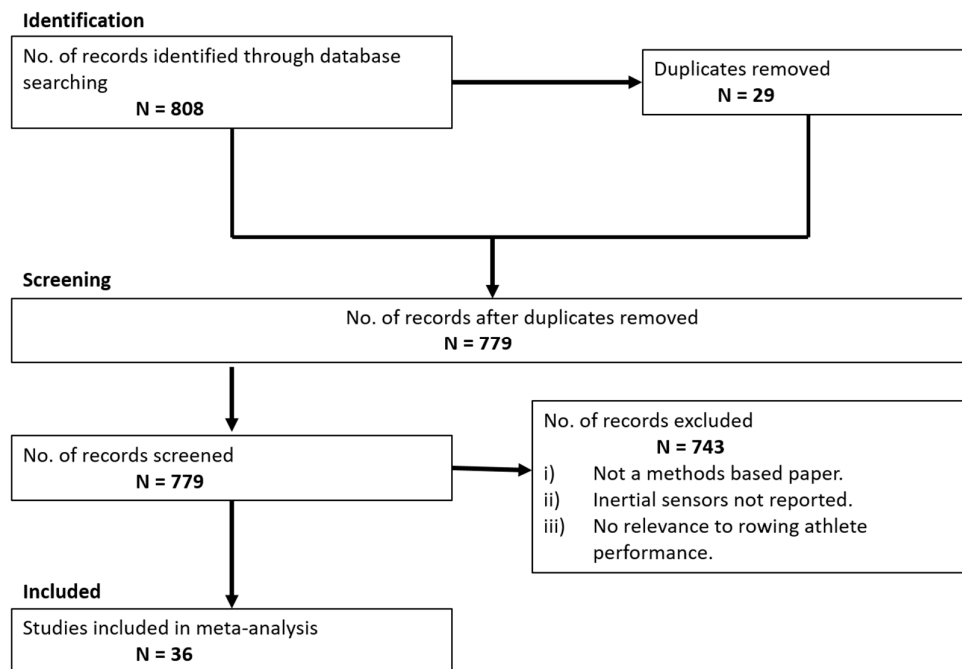 Identification
No. of records identified through database
searching
N = 808
Duplicates removed
N = 29
Screening
No. of records after duplicates removed
N = 779
No. of records screened
N = 779
No. of records excluded
N = 743
i) Not a methods based paper.
ii) Inertial sensors not reported.
iii) No relevance to rowing athlete
performance.
Included
Studies included in meta-analysis
N = 36